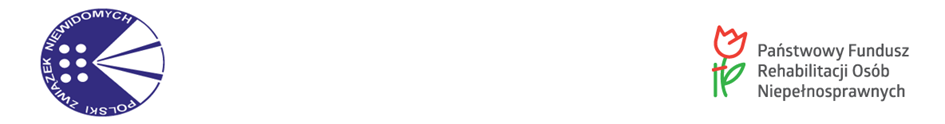 POLSKI ZWIĄZEK NIEWIDOMYCH
Państwowy Fundusz
Rehabilitacji Osób
Niepełnosprawnych